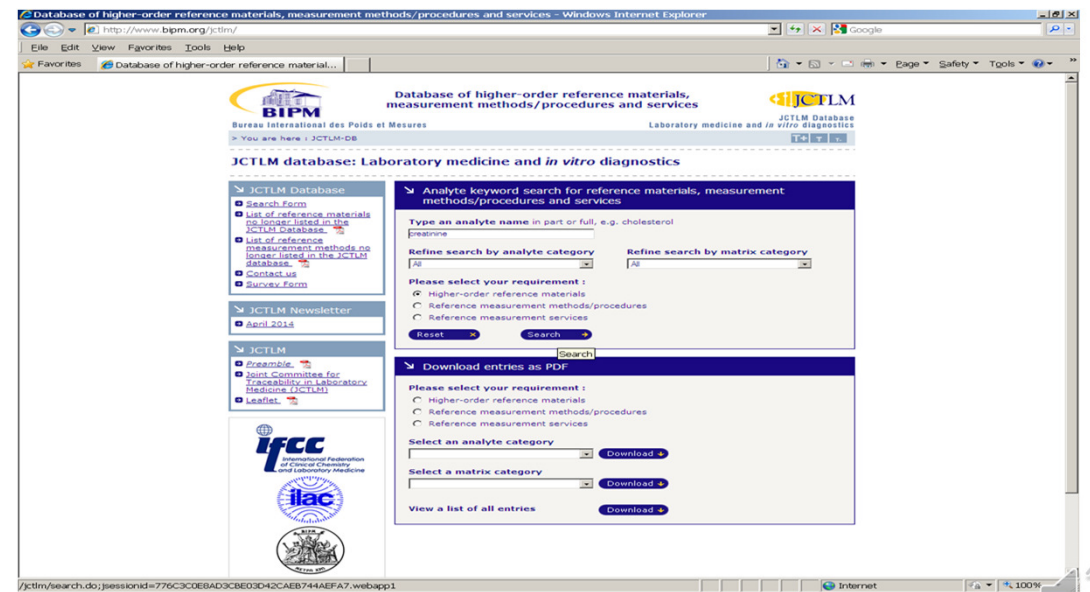 Database of higher-order reference materials, measurement methods/procedures and services - Windows Internet Explorer
http://www.bipm.org/jctlm/
Google
File Edit View Favorites Tools Help
Favorites
Database of higher-order reference material...
Page Safety Tools
BIPM
Bureau International des Poids et Mesures
Database of higher-order reference materials,
measurement methods/procedures and services
JCTLM
JCTLM Database
Laboratory medicine and in vitro diagnostics
> You are here : JCTLM-DB
T+ T T-
JCTLM database: Laboratory medicine and in vitro diagnostics
JCTLM Database
Search Form
List of reference materials
no longer listed in the
JCTLM Database
List of reference
measurement methods no
longer listed in the JCTLM
database
Contact us
Survey Form
JCTLM Newsletter
April 2014
JCTLM
Preamble
Joint Committee for
Traceability in Laboratory
Medicine (JCTLM)
Leaflet
ifcc
International Federation
of Clinical Chemistry
and Laboratory Medicine
ilac
BIPM
Analyte keyword search for reference materials, measurement
methods/procedures and services
Type an analyte name in part or full, e.g. cholesterol
creatinine
Refine search by analyte category
Refine search by matrix category
All
All
Please select your requirement :
Higher-order reference materials
Reference measurement methods/procedures
Reference measurement services
Reset
Search
Search
Download entries as PDF
Please select your requirement :
Higher-order reference materials
Reference measurement methods/procedures
Reference measurement services
Select an analyte category
Download
Select a matrix category
Download
View a list of all entries
Download
/jctlm/search.do;jsessionid=776C3C0E8AD3CBE03D42CAEB744AEFA7.webapp1
Internet
100%